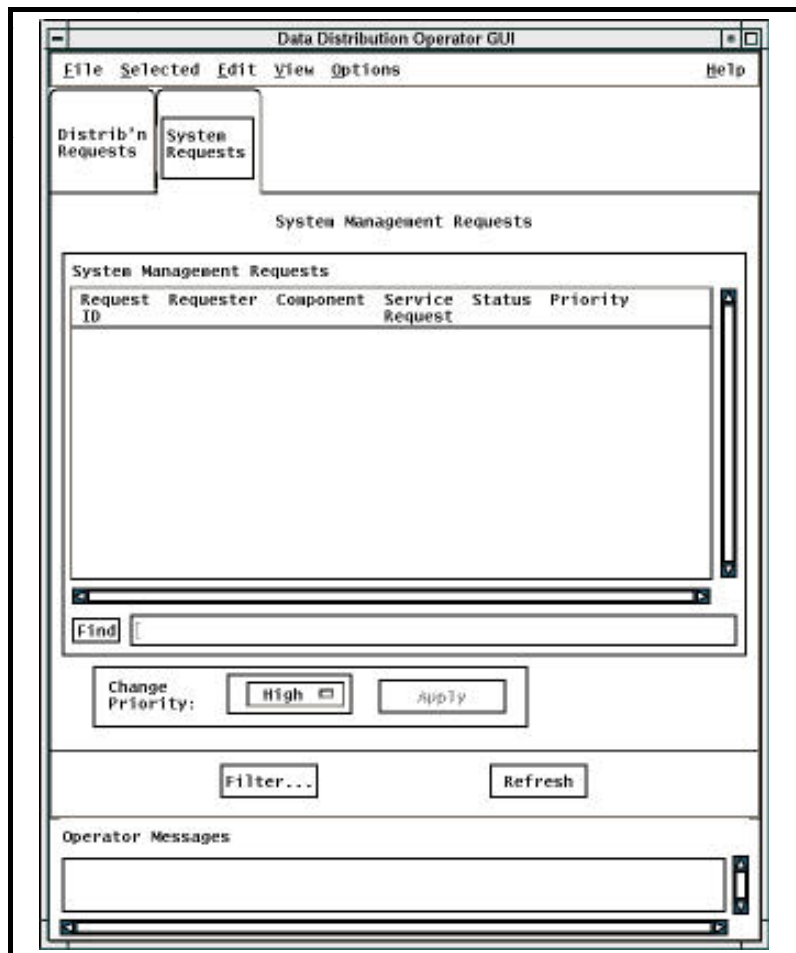 Data Distribution Operator GUI
File Selected Edit View Options Help
Distrib'n Requests
System Requests
System Management Requests
System Management Requests
Request ID Requester Component Service Request Status Priority
Find
Change Priority: High Apply
Filter... Refresh
Operator Messages